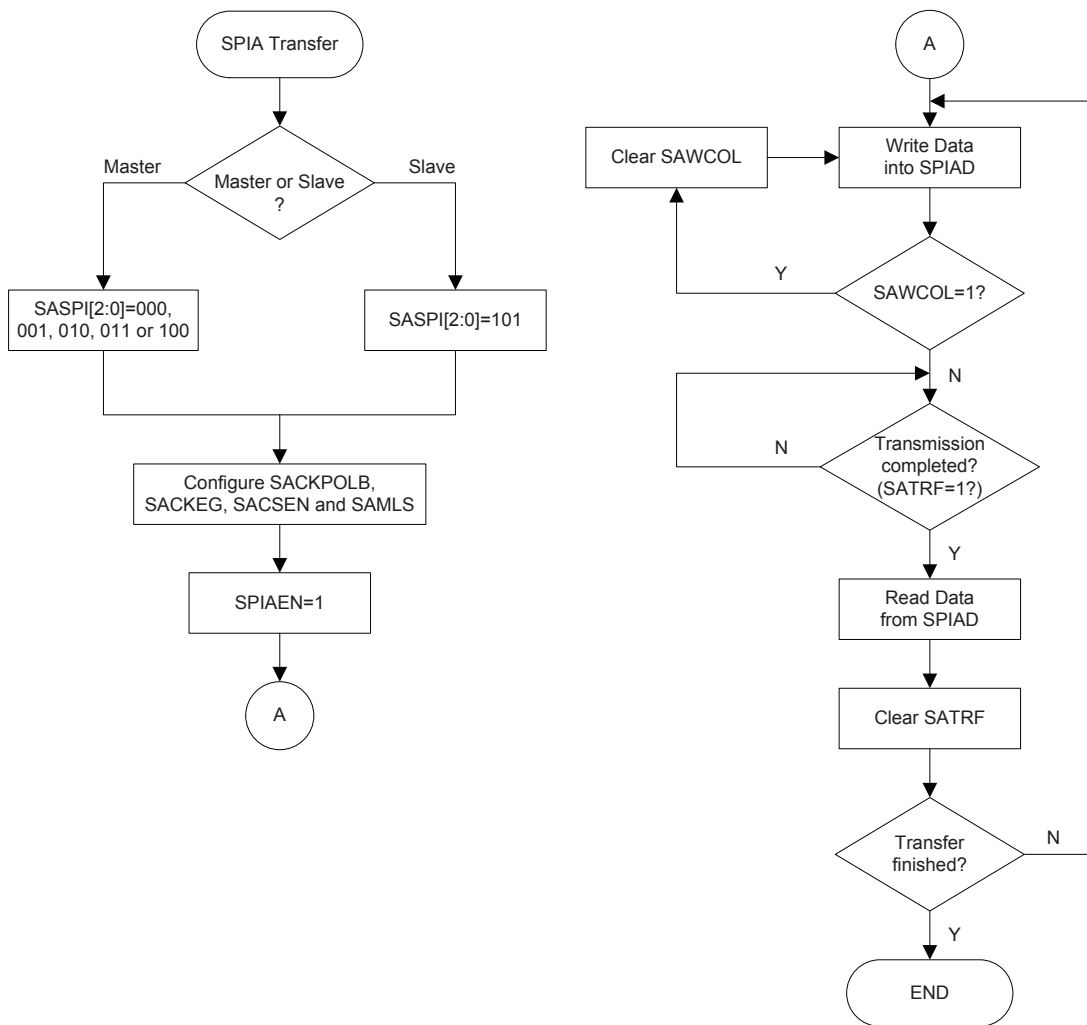 SPIA Transfer
Master
Master or Slave
?
Slave
SASPI[2:0]=000,
001, 010, 011 or 100
SASPI[2:0]=101
Configure SACKPOLB,
SACKEG, SACSEN and SAMLS
SPIAEN=1
A
A
Clear SAWCOL
Write Data
into SPIAD
Y
SAWCOL=1?
N
N
Transmission
completed?
(SATRF=1?)
Y
Read Data
from SPIAD
Clear SATRF
Transfer
finished?
N
Y
END